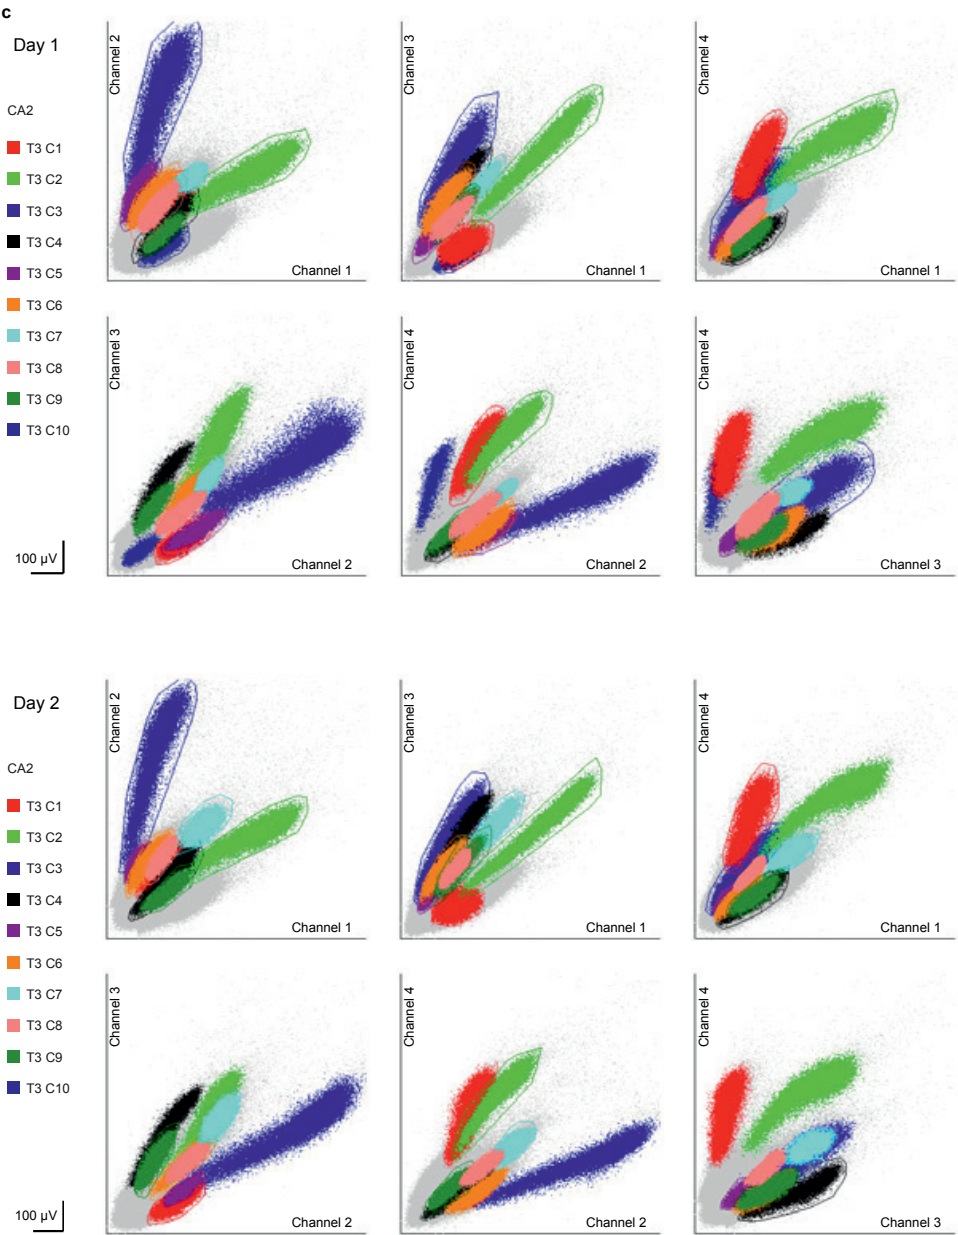 c
Day 1
CA2
T3 C1
T3 C2
T3 C3
T3 C4
T3 C5
T3 C6
T3 C7
T3 C8
T3 C9
T3 C10
100 µV
Channel 2
Channel 1
Channel 3
Channel 1
Channel 4
Channel 1
Channel 3
Channel 2
Channel 4
Channel 2
Channel 4
Channel 3
Day 2
CA2
T3 C1
T3 C2
T3 C3
T3 C4
T3 C5
T3 C6
T3 C7
T3 C8
T3 C9
T3 C10
100 µV
Channel 2
Channel 1
Channel 3
Channel 1
Channel 4
Channel 1
Channel 3
Channel 2
Channel 4
Channel 2
Channel 4
Channel 3